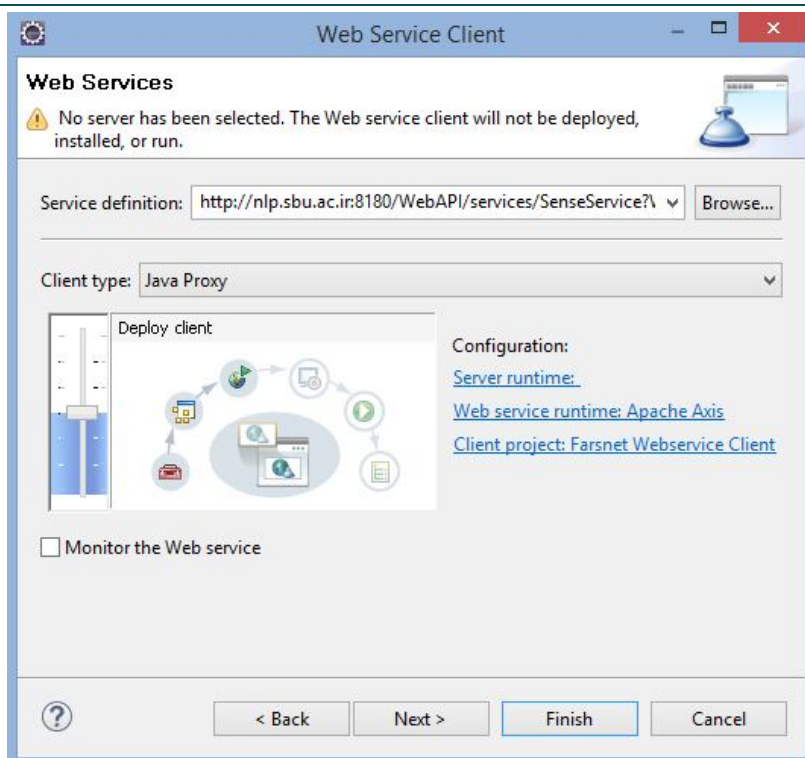 Web Service Client
Web Services
No server has been selected. The Web service client will not be deployed,
installed, or run.
Service definition: http://nlp.sbu.ac.ir:8180/WebAPI/services/SenseService?\ Browse...
Client type: Java Proxy
Deploy client
Configuration:
Server runtime:
Web service runtime: Apache Axis
Client project: Farsnet Webservice Client
Monitor the Web service
< Back Next > Finish Cancel